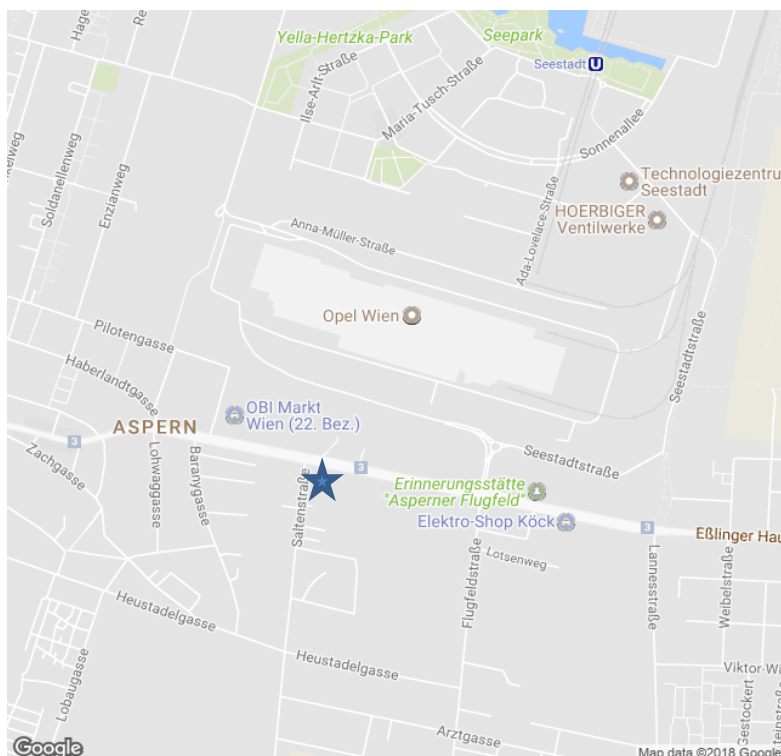 Yella-Hertzka-Park
Seepark
Seestadt U
Ilse-Arlt-Straße
Maria-Tusch-Straße
Sonnenallee
Soldanellenweg
Enzianweg
Technologiezentru
Seestadt
HOERBIGER
Ventilwerke
Anna-Müller-Straße
Ada-Lovelace-Straße
Opel Wien
Pilotengasse
Seestadtstraße
Haberlandtgasse
OBI Markt
Wien (22. Bez.)
ASPERN
3
Zachgasse
Lohwaggasse
Baranygasse
Saltenstraße
3
Seestadtstraße
Erinnerungsstätte
"Asperner Flugfeld"
Elektro-Shop Köck
3
Eßlinger Hau
Lotsenweg
Flugfeldstraße
Lannesstraße
Weibelstraße
Heustadelgasse
Heustadelgasse
Viktor-Wi
Lobaugasse
Gestockert
Arztgasse
Google
Map data ©2018 Google